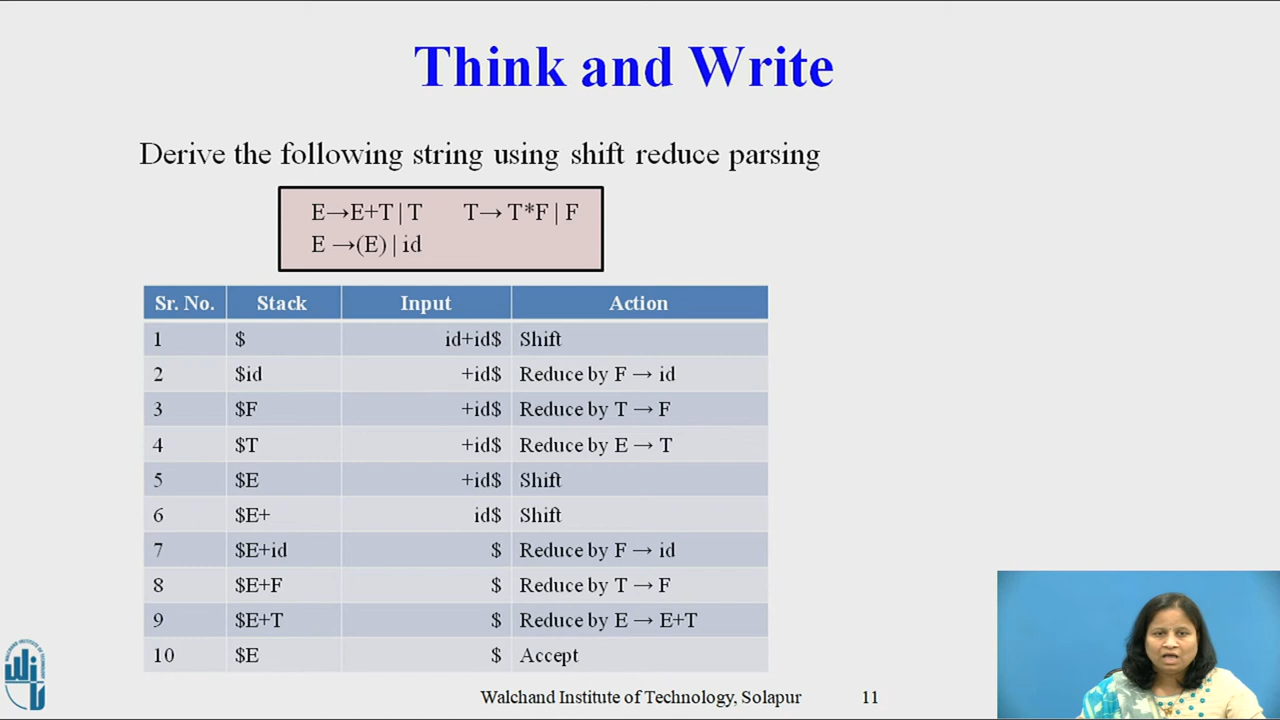 Think and Write
Derive the following string using shift reduce parsing
E→E+T | T T→ T*F | F
E →(E) | id
Sr. No. Stack Input Action
1 $ id+id$ Shift
2 $id +id$ Reduce by F → id
3 $F +id$ Reduce by T → F
4 $T +id$ Reduce by E → T
5 $E +id$ Shift
6 $E+ id$ Shift
7 $E+id $ Reduce by F → id
8 $E+F $ Reduce by T → F
9 $E+T $ Reduce by E → E+T
10 $E $ Accept
Walchand Institute of Technology, Solapur 11